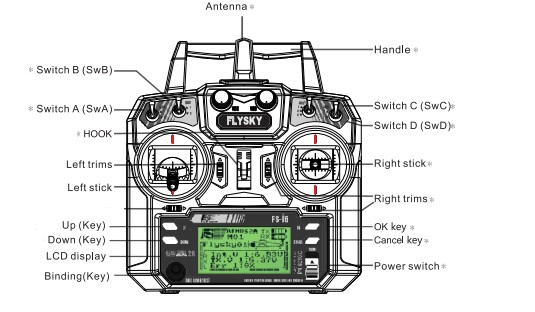 Antenna*
Handle*
* Switch B (SwB)
* Switch A (SwA)
Switch C (SwC)*
Switch D (SwD)*
* HOOK
FLYSKY
Left trims
Right stick*
Left stick
Right trims*
FS-i6
Up (Key)
OK key*
Down (Key)
Cancel key*
LCD display
Power switch*
Binding(Key)